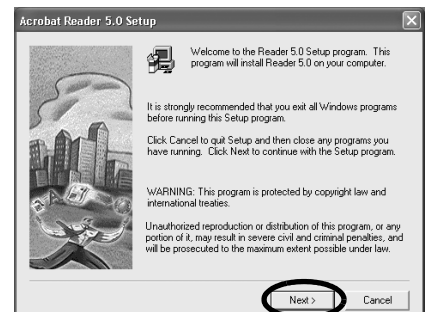 Acrobat Reader 5.0 Setup
Welcome to the Reader 5.0 Setup program. This
program will install Reader 5.0 on your computer.
It is strongly recommended that you exit all Windows programs
before running this Setup program.
Click Cancel to quit Setup and then close any programs you
have running. Click Next to continue with the Setup program.
WARNING: This program is protected by copyright law and
international treaties.
Unauthorized reproduction or distribution of this program, or any
portion of it, may result in severe civil and criminal penalties, and
will be prosecuted to the maximum extent possible under law.
Next > Cancel